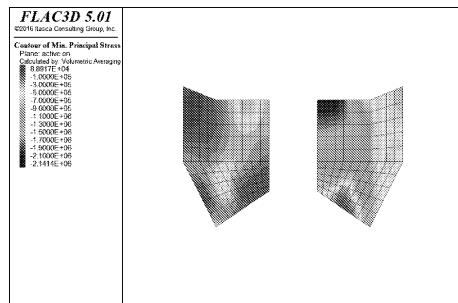 FLAC3D 5.01
©2016 Itasca Consulting Group, Inc.
Contour of Min. Principal Stress
Plane: active on
Calculated by: Volumetric Averaging
8.8917E+04
-1.0000E+05
-3.0000E+05
-5.0000E+05
-7.0000E+05
-9.0000E+05
-1.1000E+06
-1.3000E+06
-1.5000E+06
-1.7000E+06
-1.9000E+06
-2.1000E+06
-2.1414E+06